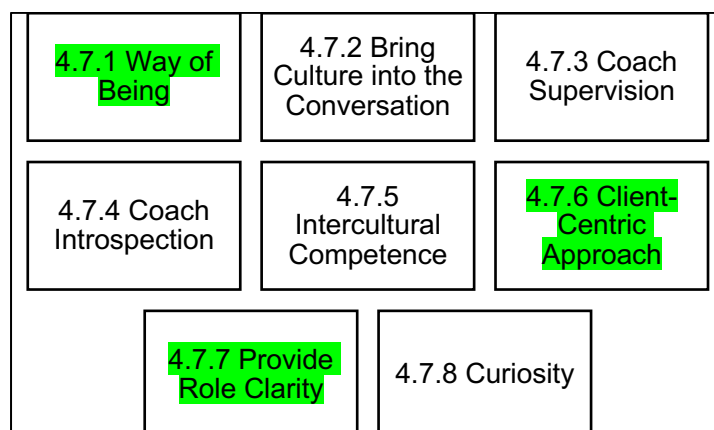 4.7.1 Way of
Being
4.7.2 Bring
Culture into the
Conversation
4.7.3 Coach
Supervision
4.7.4 Coach
Introspection
4.7.5
Intercultural
Competence
4.7.6 Client-
Centric
Approach
4.7.7 Provide
Role Clarity
4.7.8 Curiosity